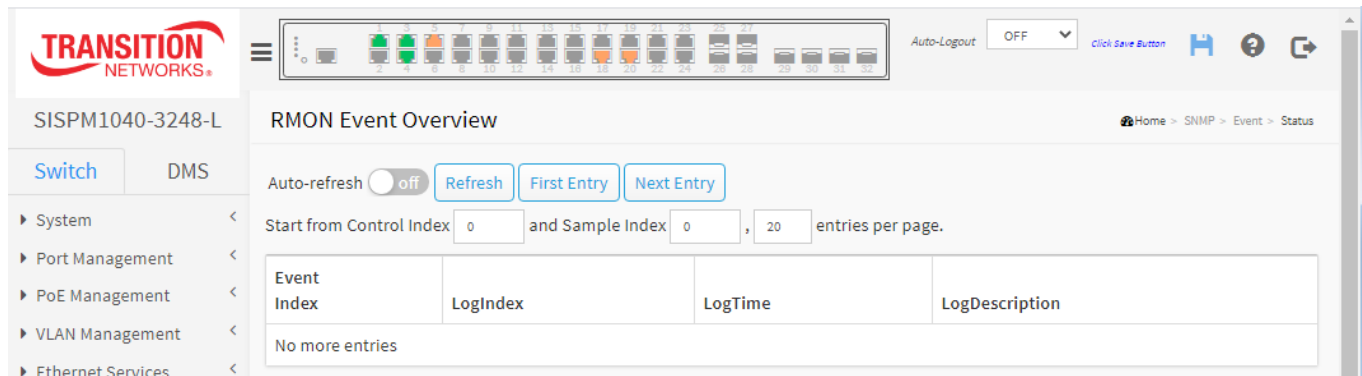 TRANSITION
NETWORKS®
1 3 5 7 9 11 13 15 17 19 21 23 25 27
2 4 6 8 10 12 14 16 18 20 22 24 26 28 29 30 31 32
Auto-Logout OFF Click Save Button
SISPM1040-3248-L
RMON Event Overview
Home > SNMP > Event > Status
Switch DMS
Auto-refresh off Refresh First Entry Next Entry
System
Start from Control Index 0 and Sample Index 0 , 20 entries per page.
Port Management
PoE Management
VLAN Management
Ethernet Services
Event Index LogIndex LogTime LogDescription
No more entries